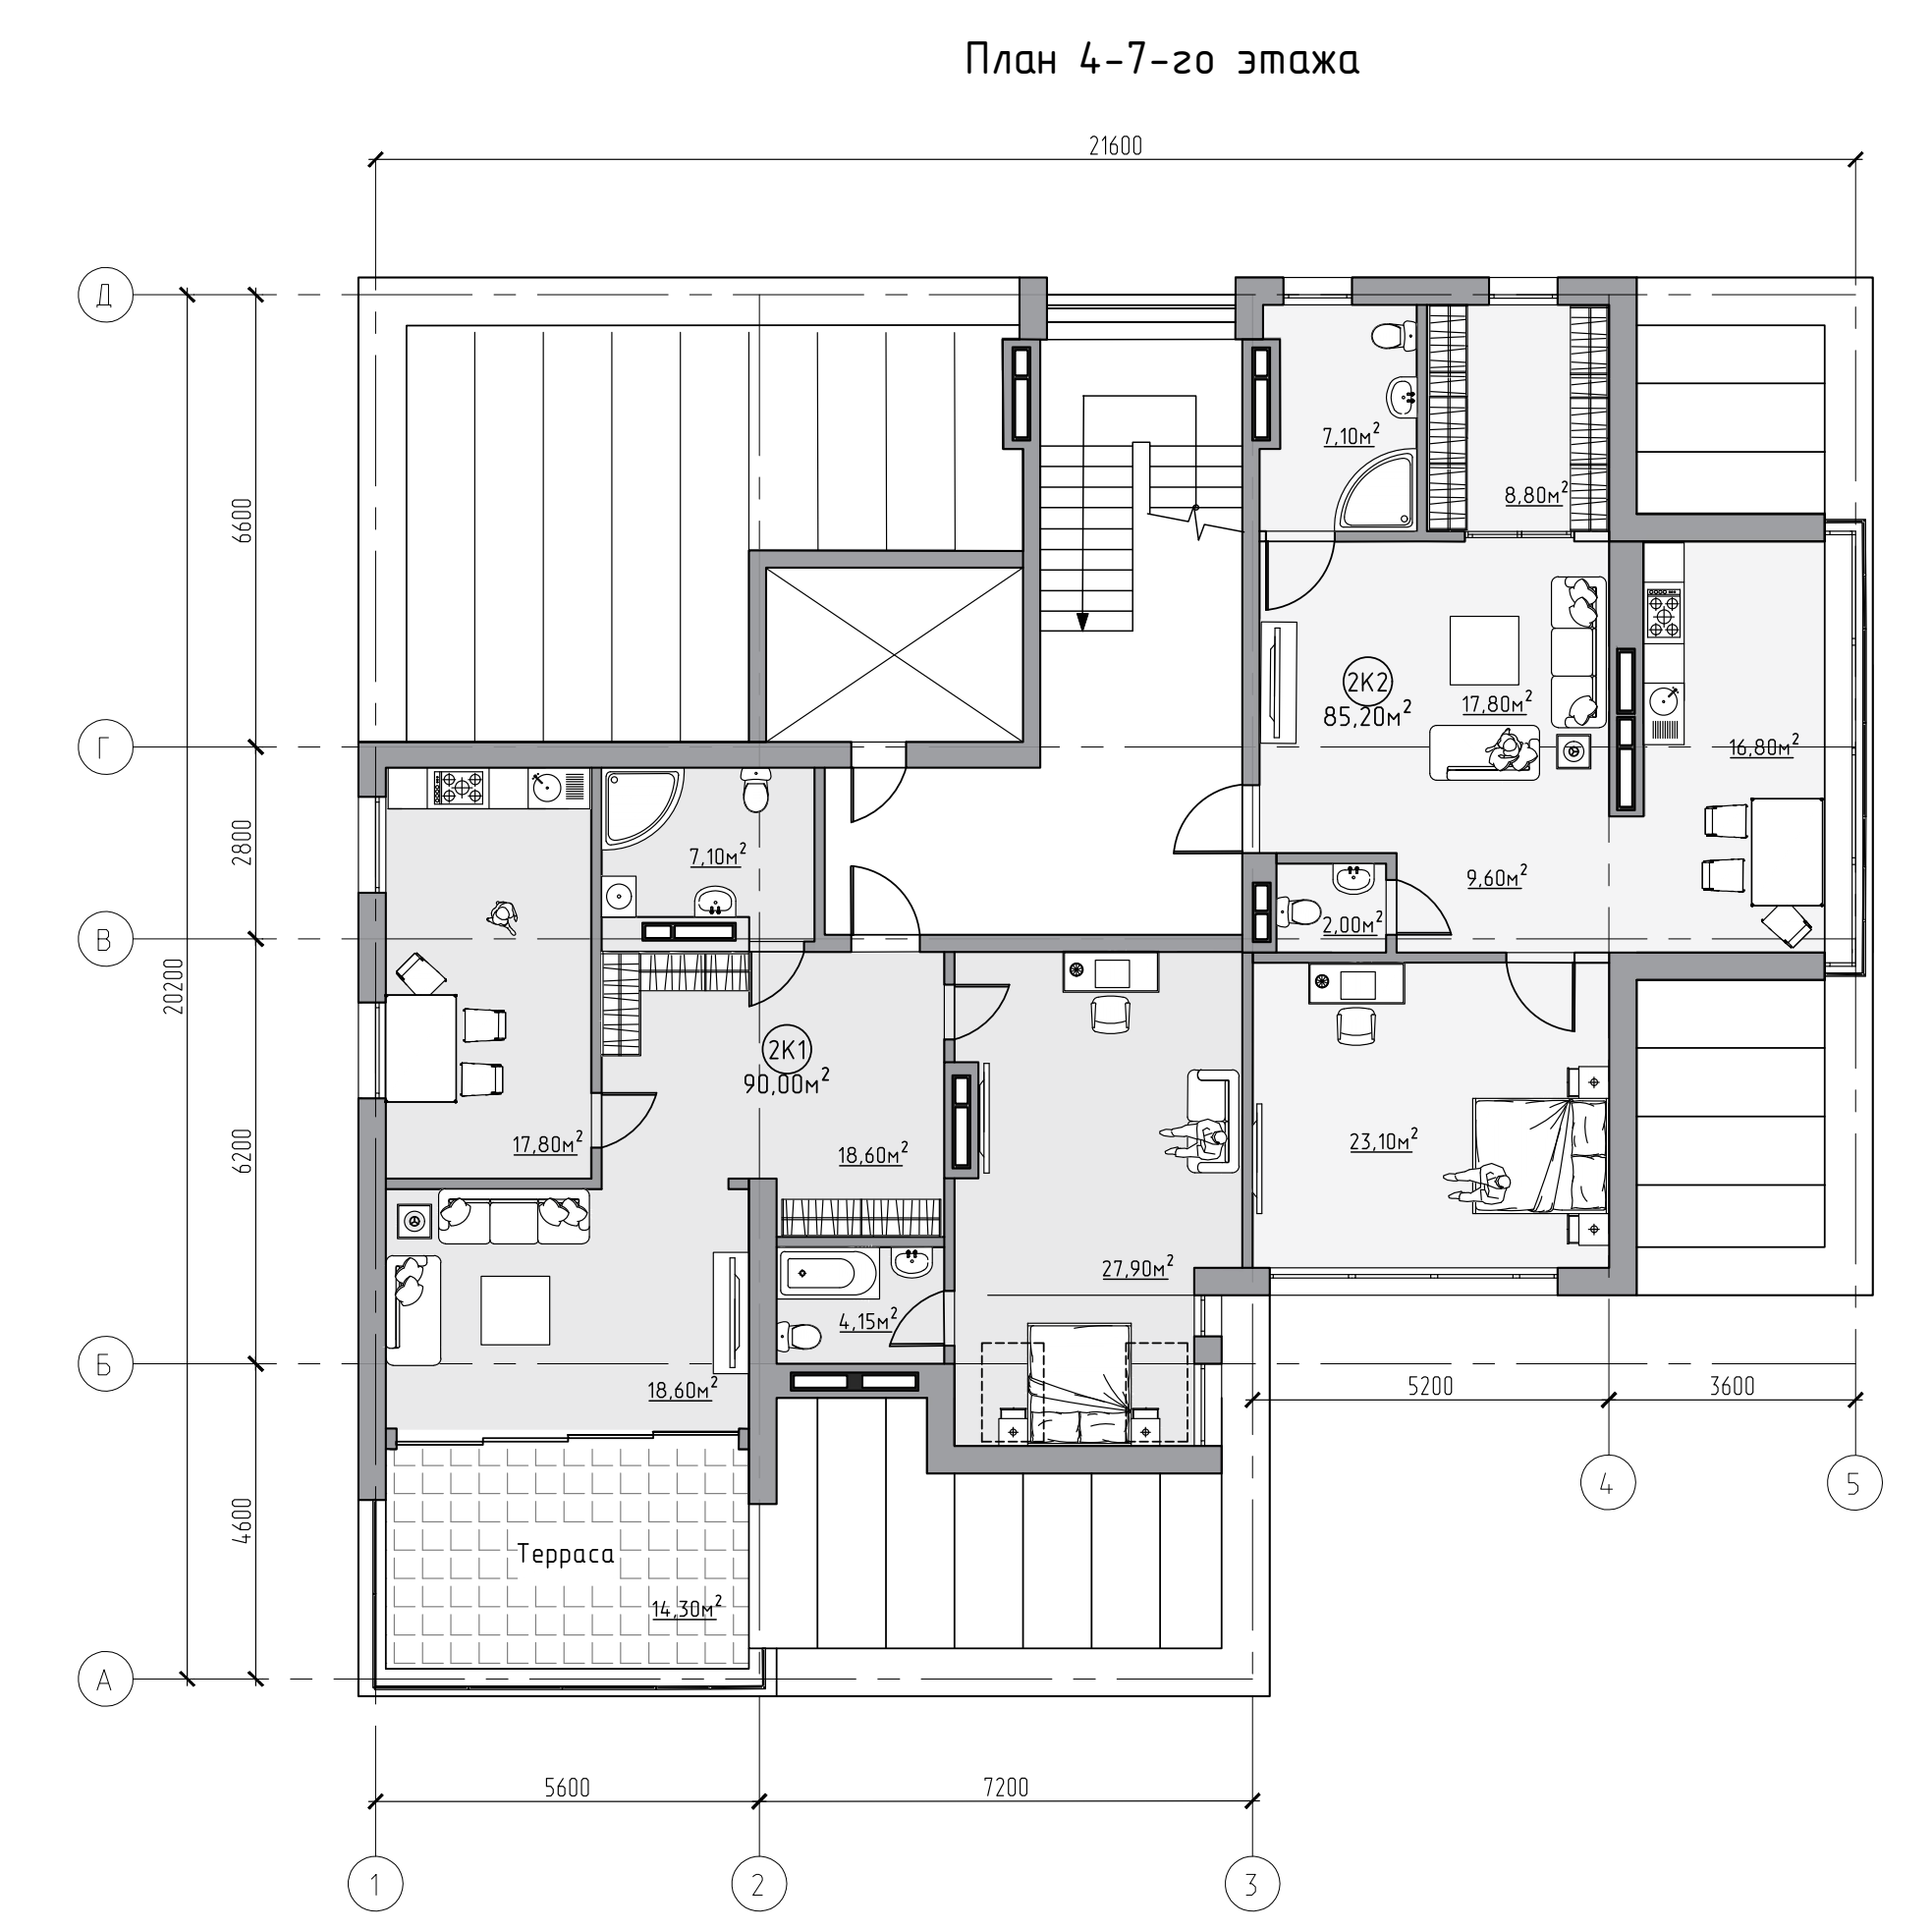 План 4-7-го этажа
21600
Д
6600
7,10м²
8,80м²
2К2
85,20м²
17,80м²
16,80м²
Г
2800
7,10м²
9,60м²
2,00м²
В
20200
2К1
90,00м²
6200
17,80м²
18,60м²
23,10м²
27,90м²
4,15м²
Б
18,60м²
5200
3600
4
5
4600
Терраса
14,30м²
А
5600
7200
1
2
3